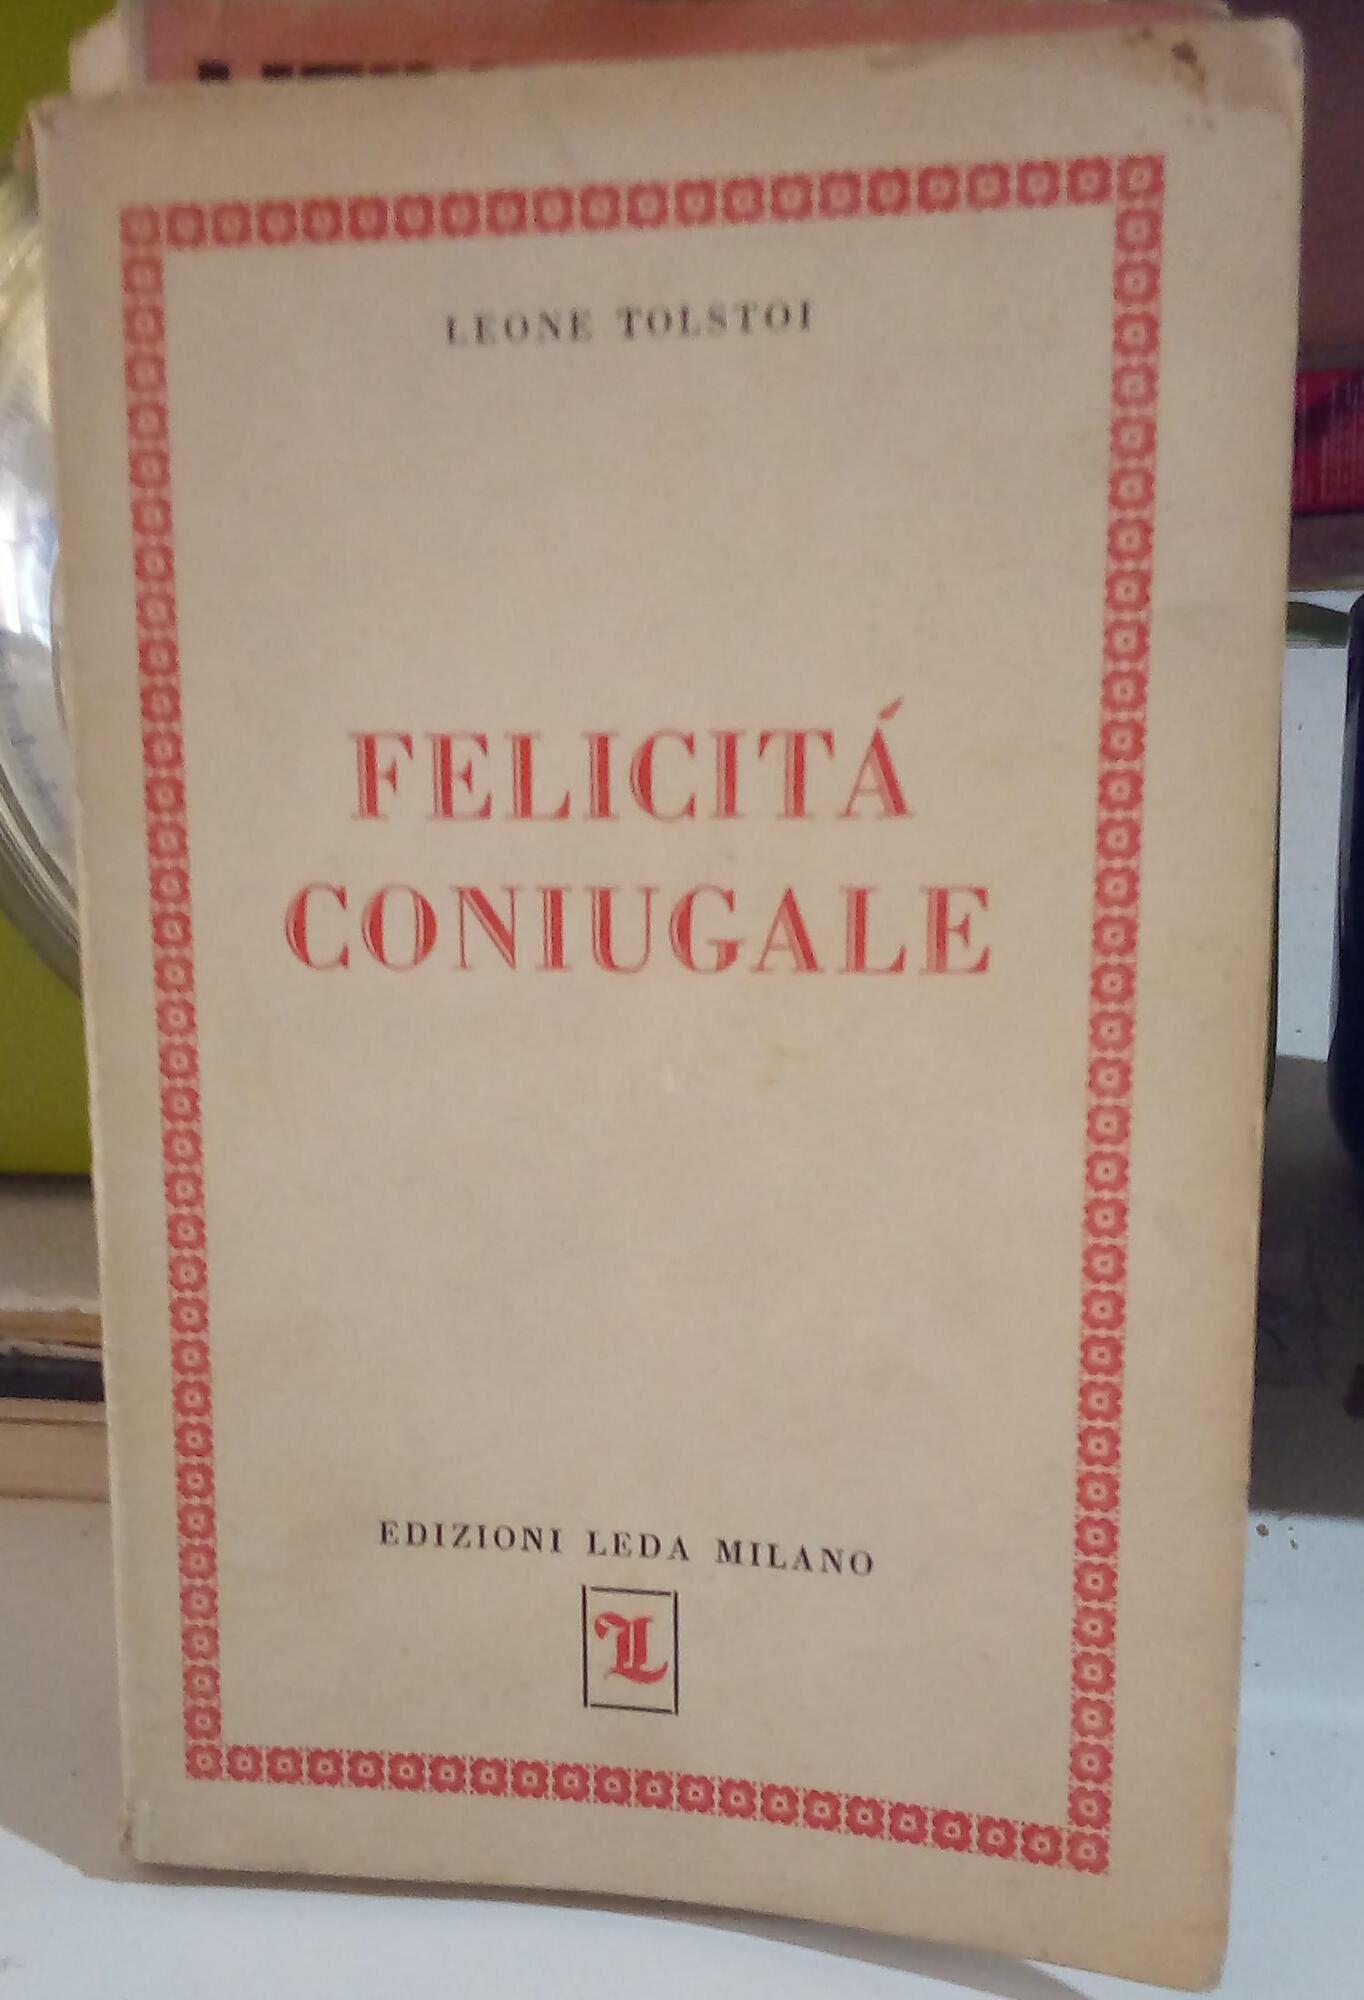 LEONE TOLSTOI
FELICITÁ
CONIUGALE
EDIZIONI LEDA MILANO
L